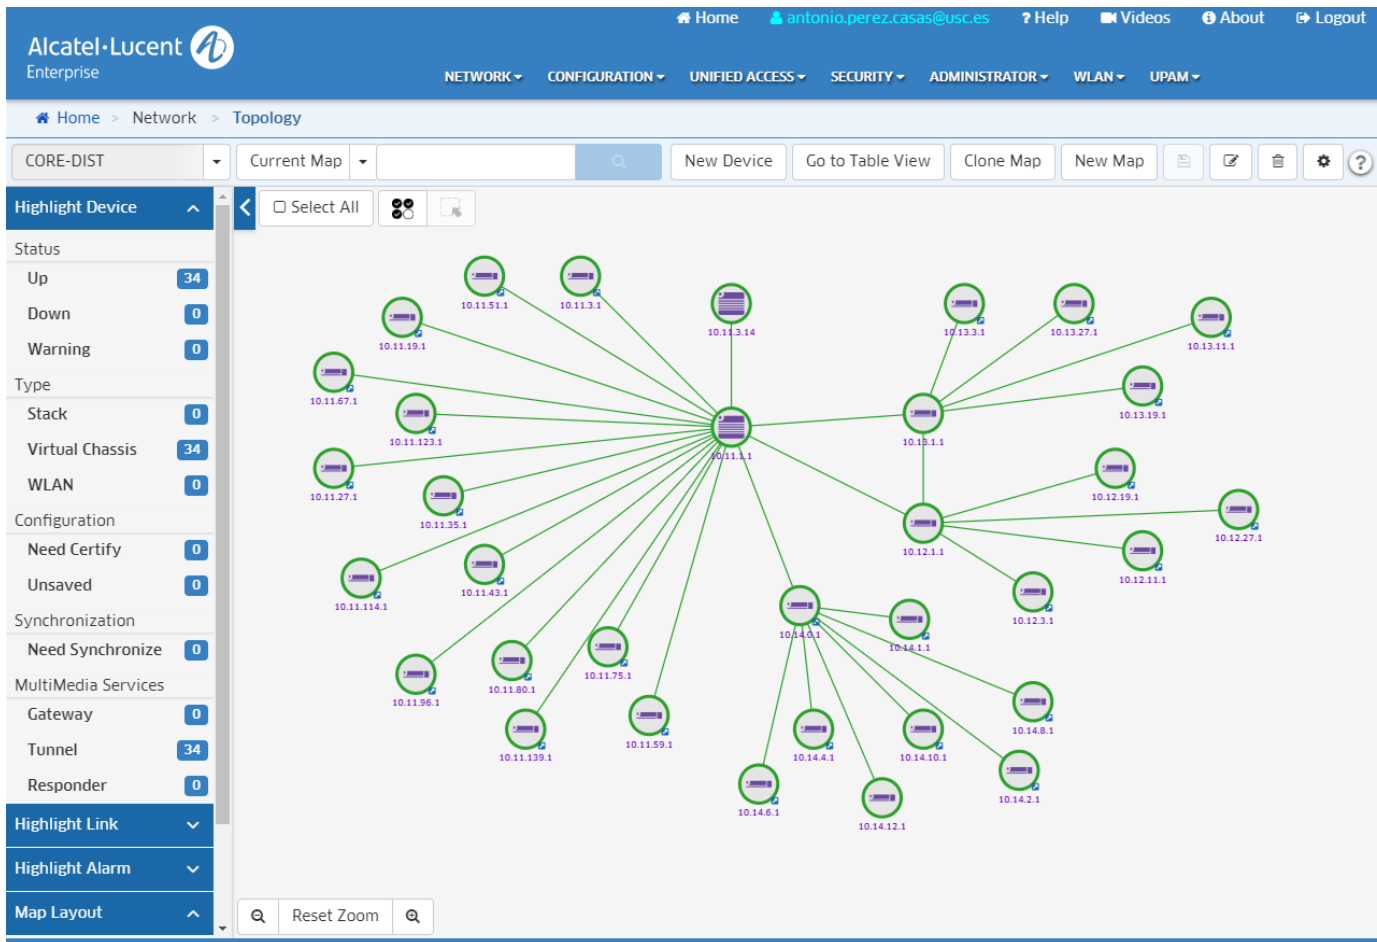 Home antonio.perez.casas@usc.es ? Help Videos About Logout
Alcatel·Lucent
Enterprise
NETWORK CONFIGURATION UNIFIED ACCESS SECURITY ADMINISTRATOR WLAN UPAM
Home > Network > Topology
CORE-DIST Current Map New Device Go to Table View Clone Map New Map ?
Highlight Device
Select All
Status
Up 34
Down 0
Warning 0
Type
Stack 0
Virtual Chassis 34
WLAN 0
Configuration
Need Certify 0
Unsaved 0
Synchronization
Need Synchronize 0
MultiMedia Services
Gateway 0
Tunnel 34
Responder 0
Highlight Link
Highlight Alarm
Map Layout
10.11.51.1
10.11.3.1
10.11.3.14
10.13.3.1
10.13.27.1
10.13.11.1
10.11.19.1
10.11.67.1
10.13.19.1
10.11.123.1
10.13.1.1
10.11.1.1
10.11.27.1
10.12.19.1
10.11.35.1
10.12.27.1
10.12.1.1
10.12.11.1
10.11.43.1
10.11.114.1
10.12.3.1
10.14.0.1
10.14.1.1
10.11.75.1
10.11.80.1
10.11.96.1
10.14.8.1
10.11.59.1
10.11.139.1
10.14.4.1
10.14.10.1
10.14.2.1
10.14.6.1
10.14.12.1
Reset Zoom